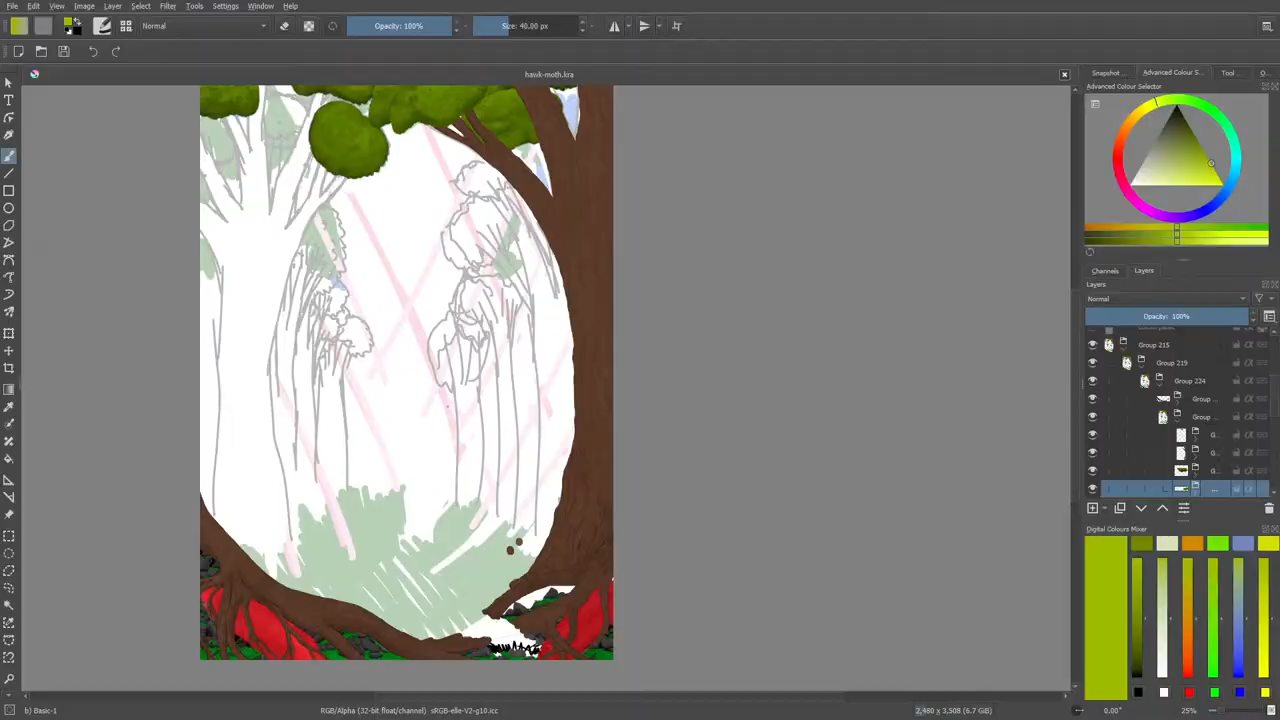 File Edit View Image Layer Select Filter Tools Settings Window Help
Normal Opacity: 100% Size: 40.00 px
hawk-moth.kra
Snapshot ... Advanced Colour S... Tool ... O...
Advanced Colour Selector
Channels Layers
Layers
Normal
Opacity: 100%
Group 215
Group 219
Group 224
Group ...
Group ...
G...
G...
G...
...
Digital Colours Mixer
b) Basic-1 RGB/Alpha (32-bit float/channel) sRGB-elle-V2-g10.icc 2,480 x 3,508 (6.7 GiB) 0.00° 25%